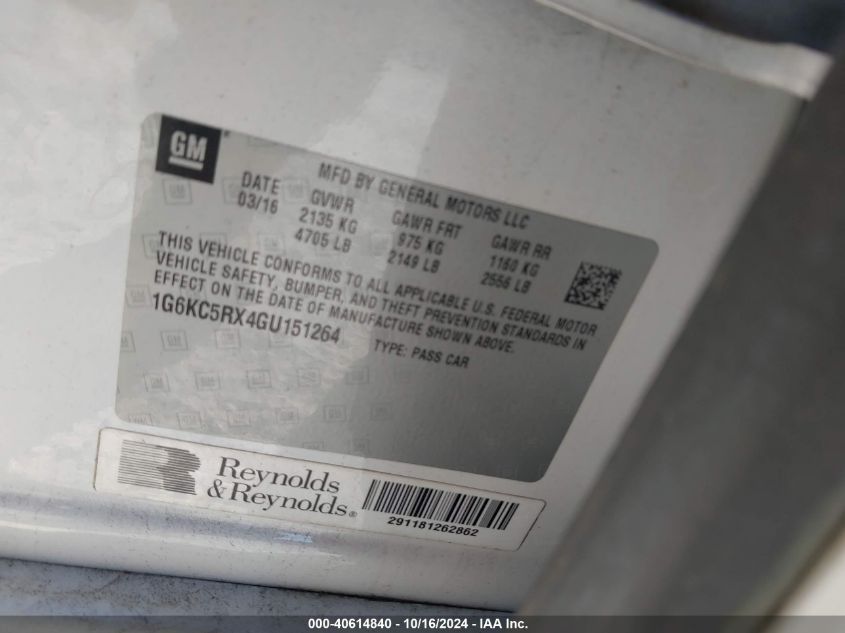 GM ®
MFD BY GENERAL MOTORS LLC
DATE GVWR GAWR FRT GAWR RR
03/16 2135 KG 975 KG 1160 KG
4705 LB 2149 LB 2556 LB
THIS VEHICLE CONFORMS TO ALL APPLICABLE U.S. FEDERAL MOTOR
VEHICLE SAFETY, BUMPER, AND THEFT PREVENTION STANDARDS IN
EFFECT ON THE DATE OF MANUFACTURE SHOWN ABOVE.
1G6KC5RX4GU151264 TYPE: PASS CAR
Reynolds
& Reynolds®
291181262862
000-40614840 - 10/16/2024 - IAA Inc.